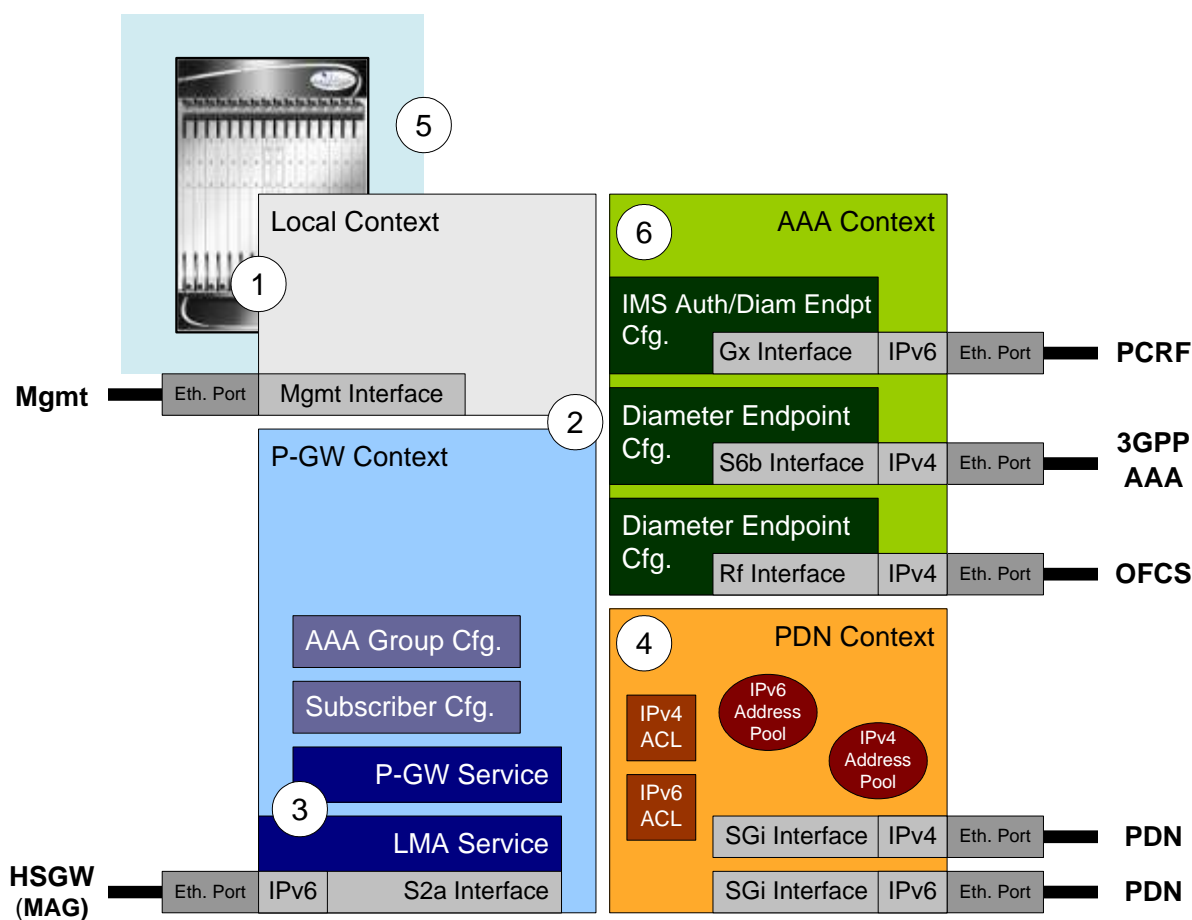 5
Local Context
1
Mgmt
Eth. Port
Mgmt Interface
2
P-GW Context
AAA Group Cfg.
Subscriber Cfg.
P-GW Service
3
LMA Service
HSGW
(MAG)
Eth. Port
IPv6
S2a Interface
6
AAA Context
IMS Auth/Diam Endpt
Cfg.
Gx Interface
IPv6
Eth. Port
PCRF
Diameter Endpoint
Cfg.
S6b Interface
IPv4
Eth. Port
3GPP
AAA
Diameter Endpoint
Cfg.
Rf Interface
IPv4
Eth. Port
OFCS
4
PDN Context
IPv4
ACL
IPv6
Address
Pool
IPv4
Address
Pool
IPv6
ACL
SGi Interface
IPv4
Eth. Port
PDN
SGi Interface
IPv6
Eth. Port
PDN